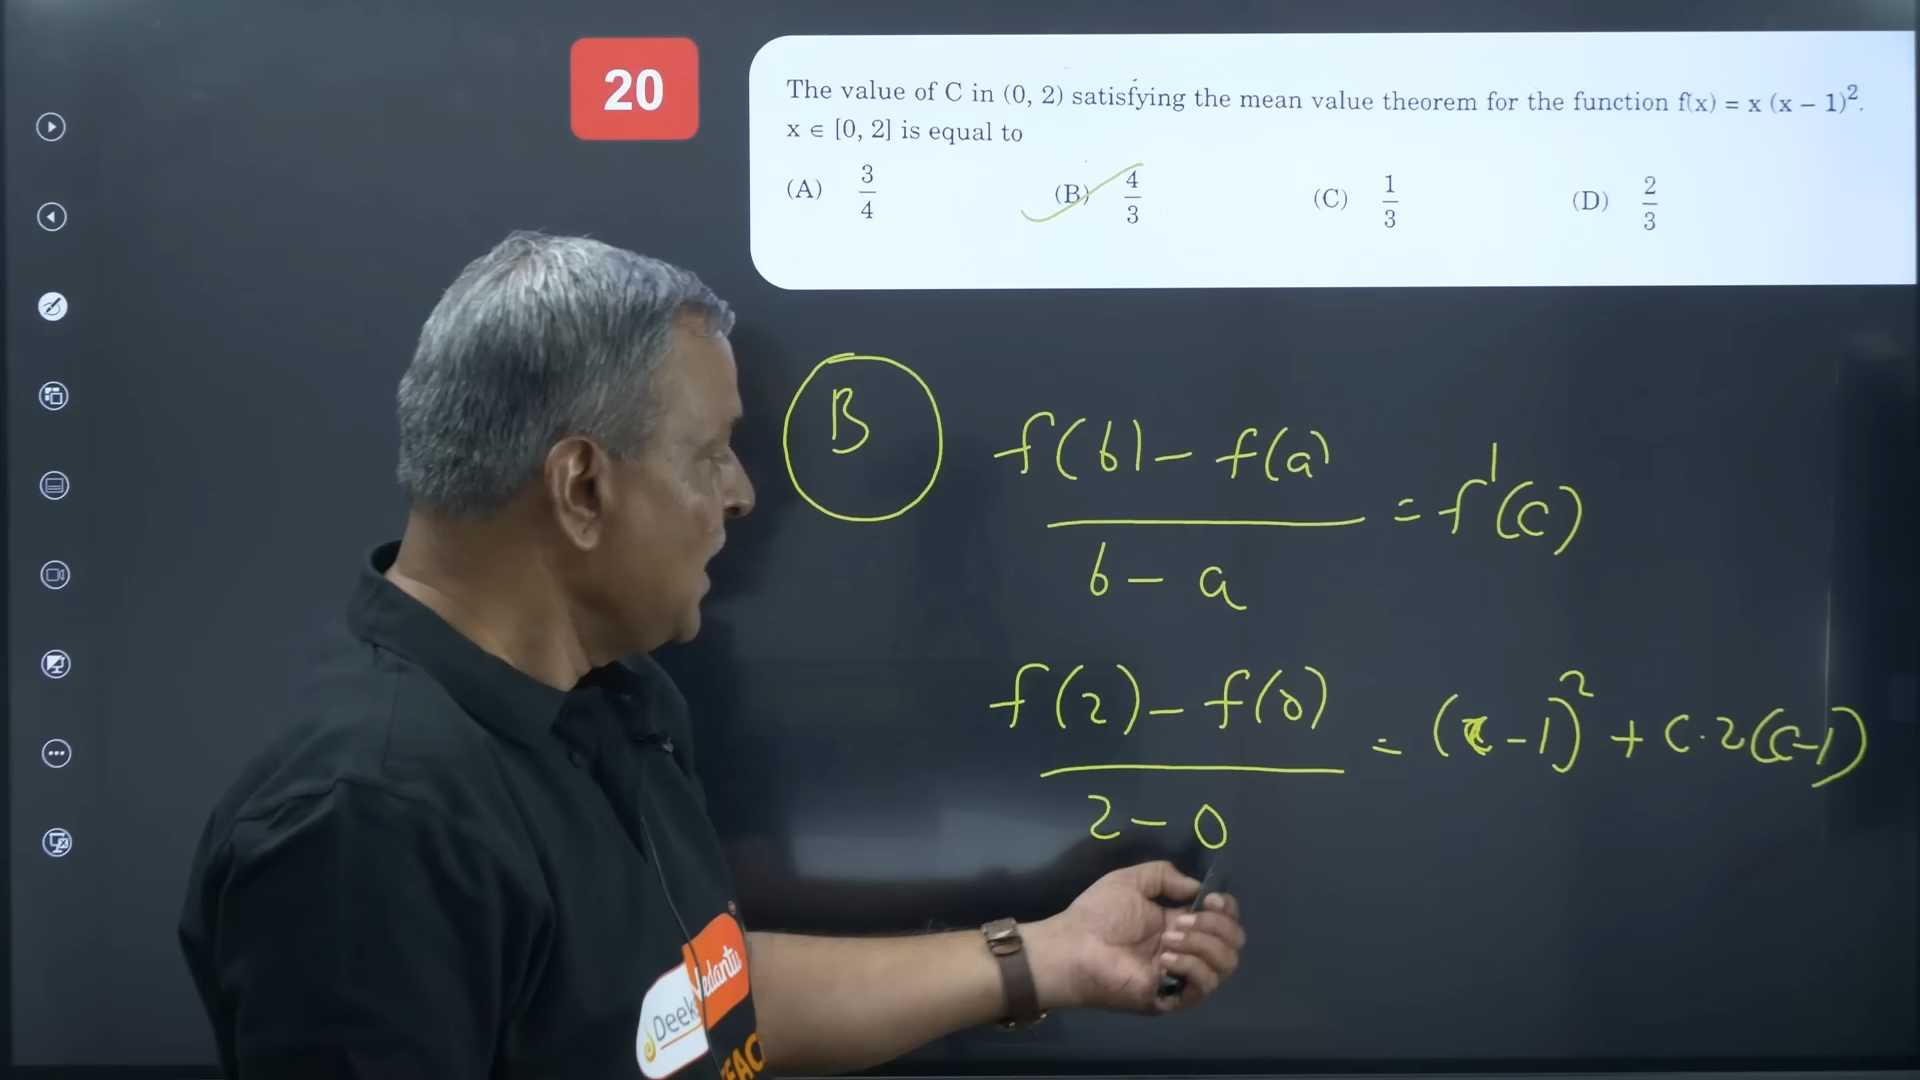 20
The value of C in (0, 2) satisfying the mean value theorem for the function f(x) = x (x – 1)².
x ∈ [0, 2] is equal to
(A) 3/4 (B) 4/3 (C) 1/3 (D) 2/3
B
f(b) – f(a) / b – a = f'(c)
f(2) – f(0) / 2 – 0 = (c – 1)² + c·2(c–1)
Vedantu
Deek